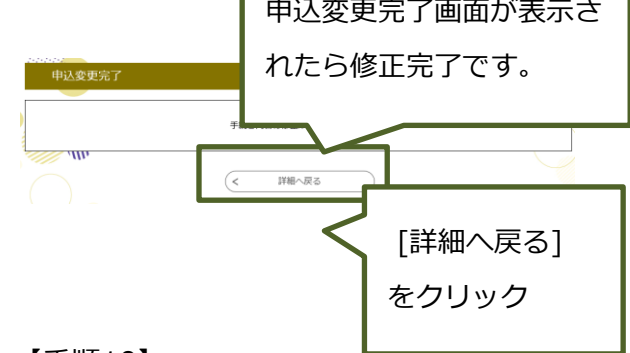 申込変更完了画面が表示さ
れたら修正完了です。
申込変更完了
詳細へ戻る
[詳細へ戻る]
をクリック